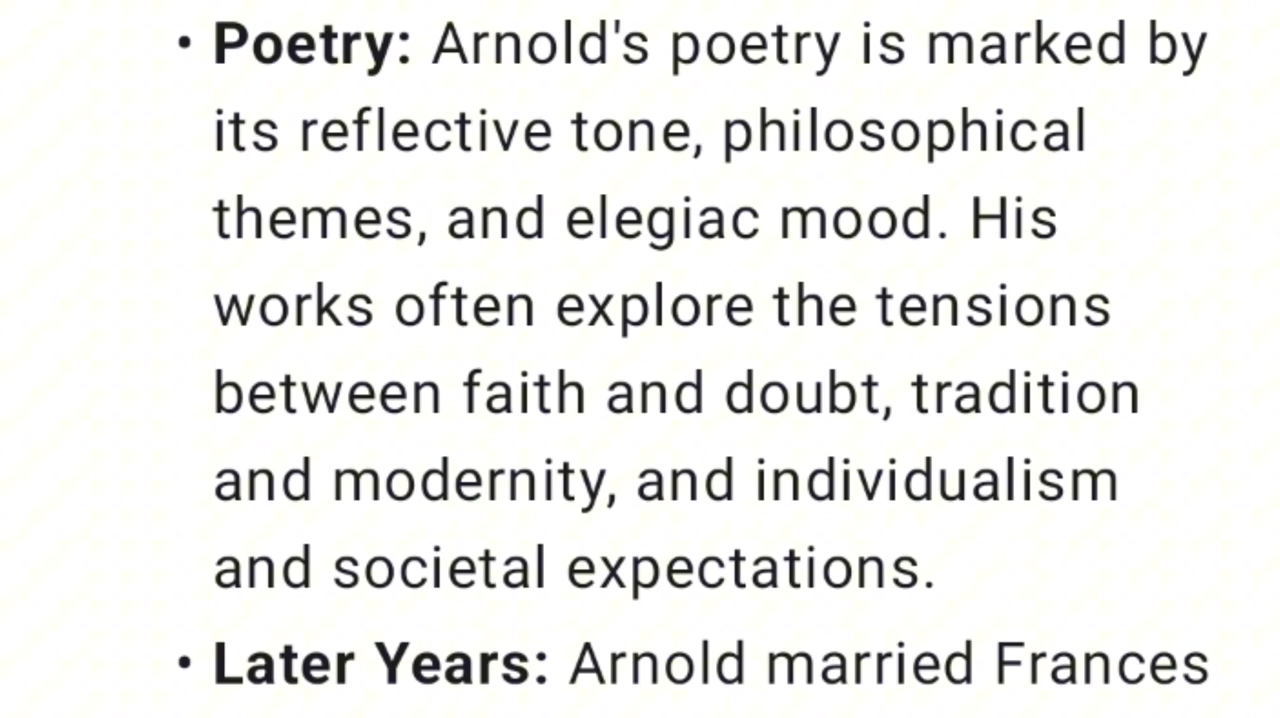 • Poetry: Arnold's poetry is marked by
its reflective tone, philosophical
themes, and elegiac mood. His
works often explore the tensions
between faith and doubt, tradition
and modernity, and individualism
and societal expectations.
• Later Years: Arnold married Frances